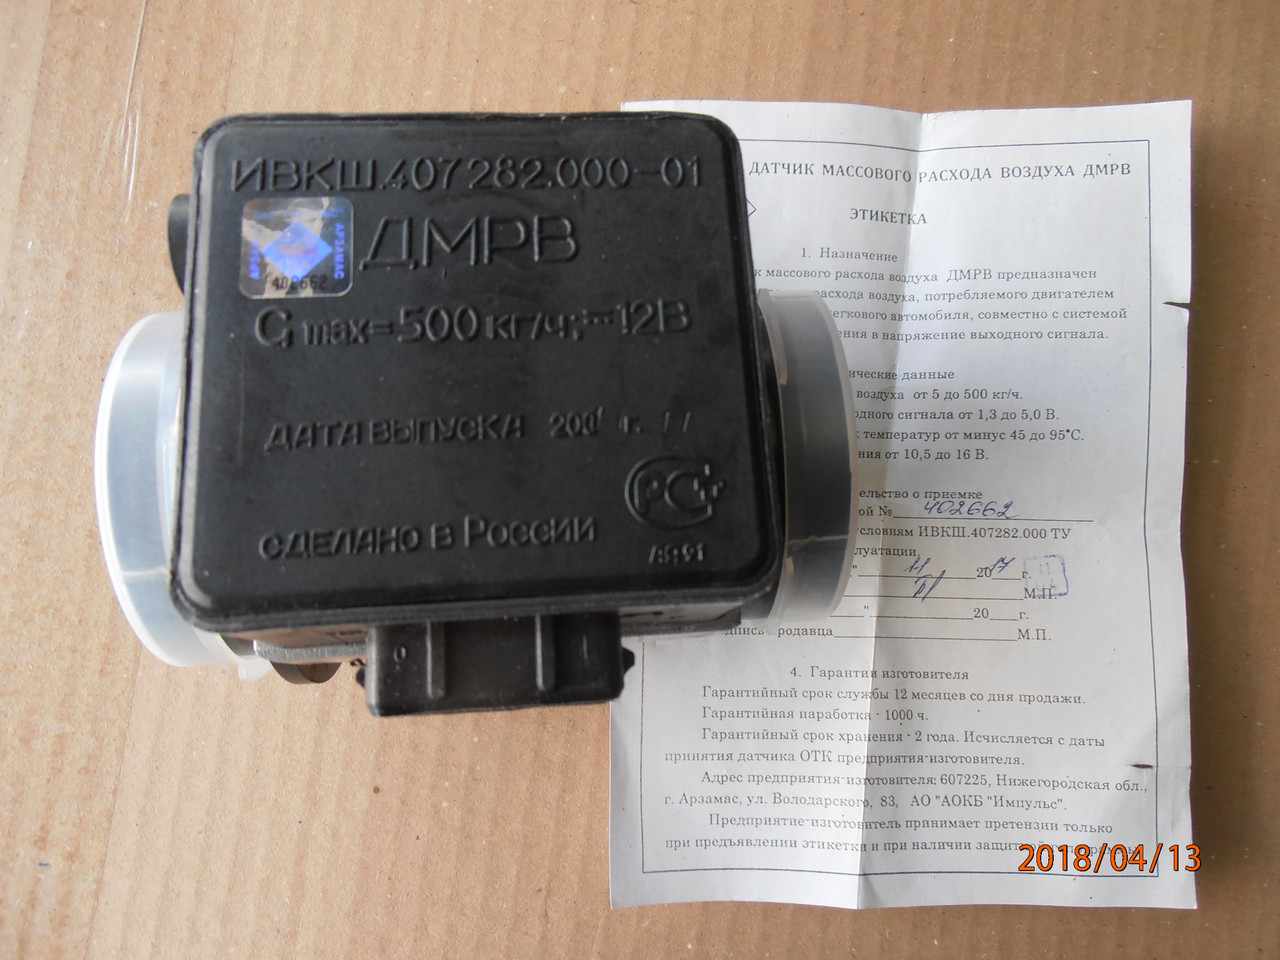 ИВКШ.407282.000-01
ДМРВ
АРЗАМАС
402662
G max=500 кг/ч; =12В
ДАТА ВЫПУСКА 200 г.
РСТ
СДЕЛАНО В РОССИИ
ДАТЧИК МАССОВОГО РАСХОДА ВОЗДУХА ДМРВ
ЭТИКЕТКА
1. Назначение
к массового расхода воздуха ДМРВ предназначен
расхода воздуха, потребляемого двигателем
легкового автомобиля, совместно с системой
ения в напряжение выходного сигнала.
ические данные
воздуха от 5 до 500 кг/ч.
одного сигнала от 1,3 до 5,0 В.
температур от минус 45 до 95°С.
ния от 10,5 до 16 В.
ельство о приемке
ой № 402662
условиям ИВКШ.407282.000 ТУ
луатации.
" 11 2017 г.
М.П.
" 20 г.
дпись родавца М.П.
4. Гарантии изготовителя
Гарантийный срок службы 12 месяцев со дня продажи.
Гарантийная наработка - 1000 ч.
Гарантийный срок хранения - 2 года. Исчисляется с даты
принятия датчика ОТК предприятия-изготовителя.
Адрес предприятия-изготовителя: 607225, Нижегородская обл.,
г. Арзамас, ул. Володарского, 83, АО "АОКБ "Импульс".
Предприятие-изготовитель принимает претензии только
при предъявлении этикетки и при наличии защитной голограммы
2018/04/13